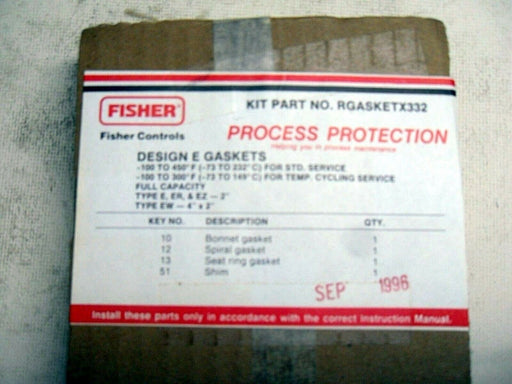 KIT PART NO. RGASKETX332
FISHER
Fisher Controls
PROCESS PROTECTION
Helping you in process maintenance
DESIGN E GASKETS
-100 TO 450°F (-73 TO 232°C) FOR STD. SERVICE
-100 TO 300°F (-73 TO 149°C) FOR TEMP. CYCLING SERVICE
FULL CAPACITY
TYPE E, ER, & EZ — 2"
TYPE EW — 4" x 2"
KEY NO. DESCRIPTION QTY.
10 Bonnet gasket 1
12 Spiral gasket 1
13 Seat ring gasket 1
51 Shim 1
SEP 1996
Install these parts only in accordance with the correct Instruction Manual.